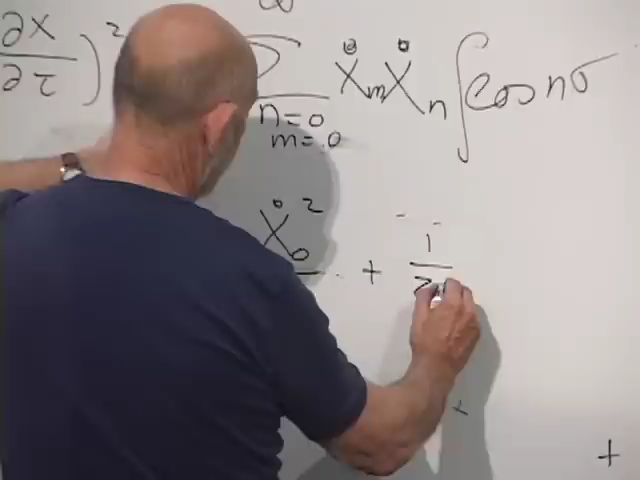 ∞
∂X/∂τ )² Σ Ẋm Ẋn ∫cos nσ
n=0
m=0
Ẋ₀² + 1/2
+